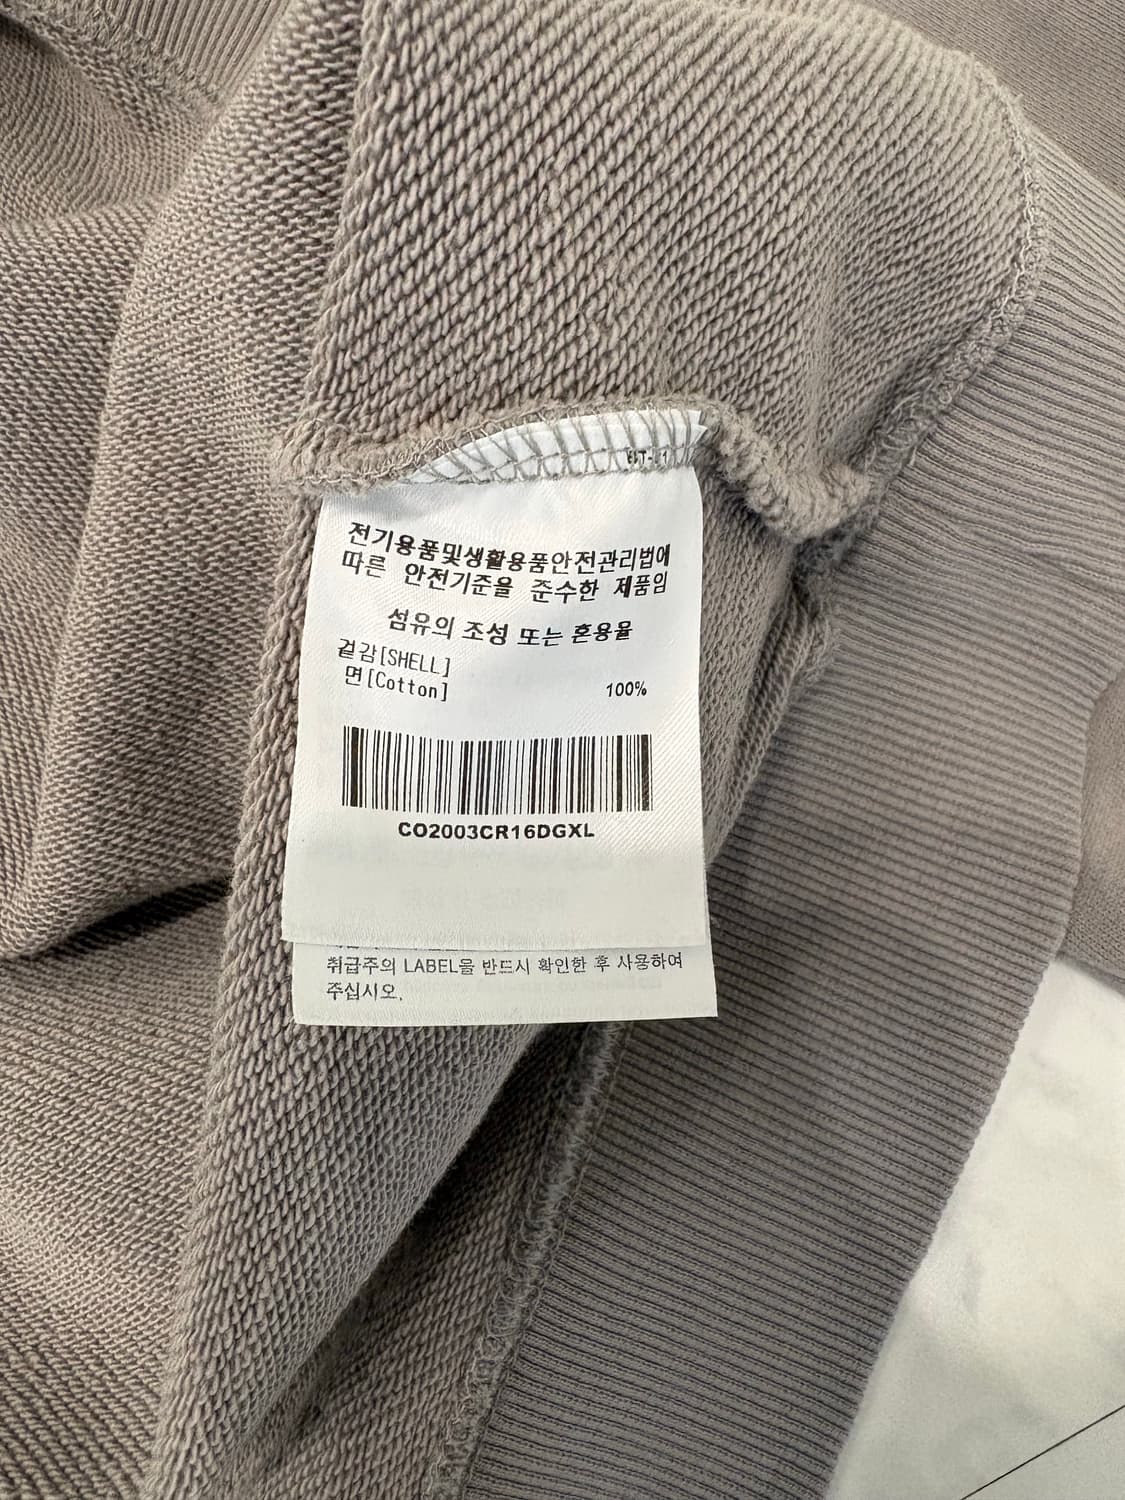 전기용품및생활용품안전관리법에
따른 안전기준을 준수한 제품임
섬유의 조성 또는 혼용율
겉감[SHELL]
면[Cotton] 100%
CO2003CR16DGXL
취급주의 LABEL을 반드시 확인한 후 사용하여
주십시오.